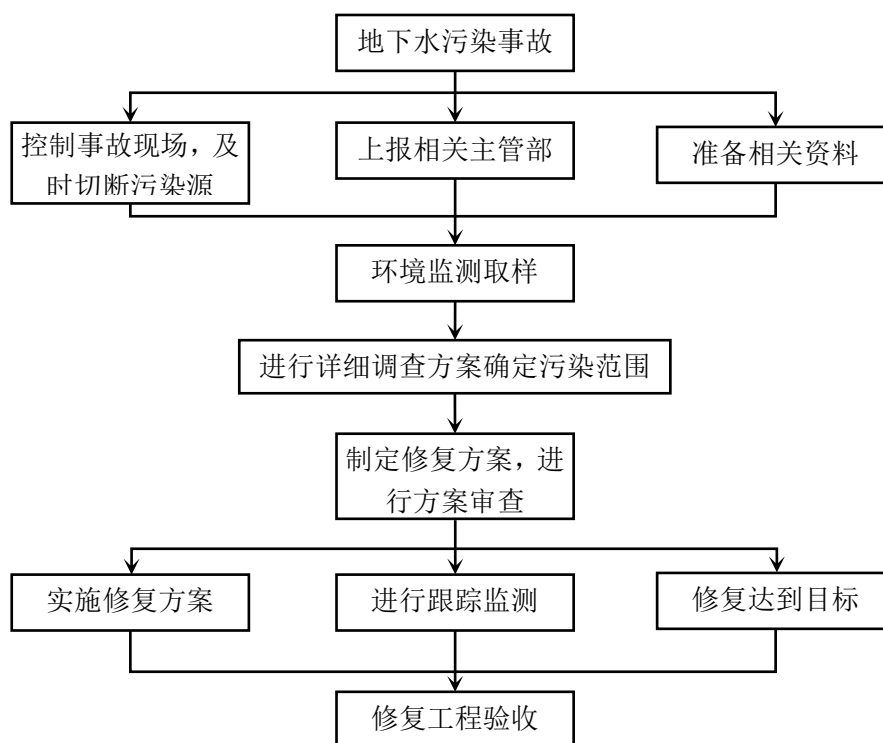 地下水污染事故
控制事故现场，及
时切断污染源
上报相关主管部
准备相关资料
环境监测取样
进行详细调查方案确定污染范围
制定修复方案，进
行方案审查
实施修复方案
进行跟踪监测
修复达到目标
修复工程验收